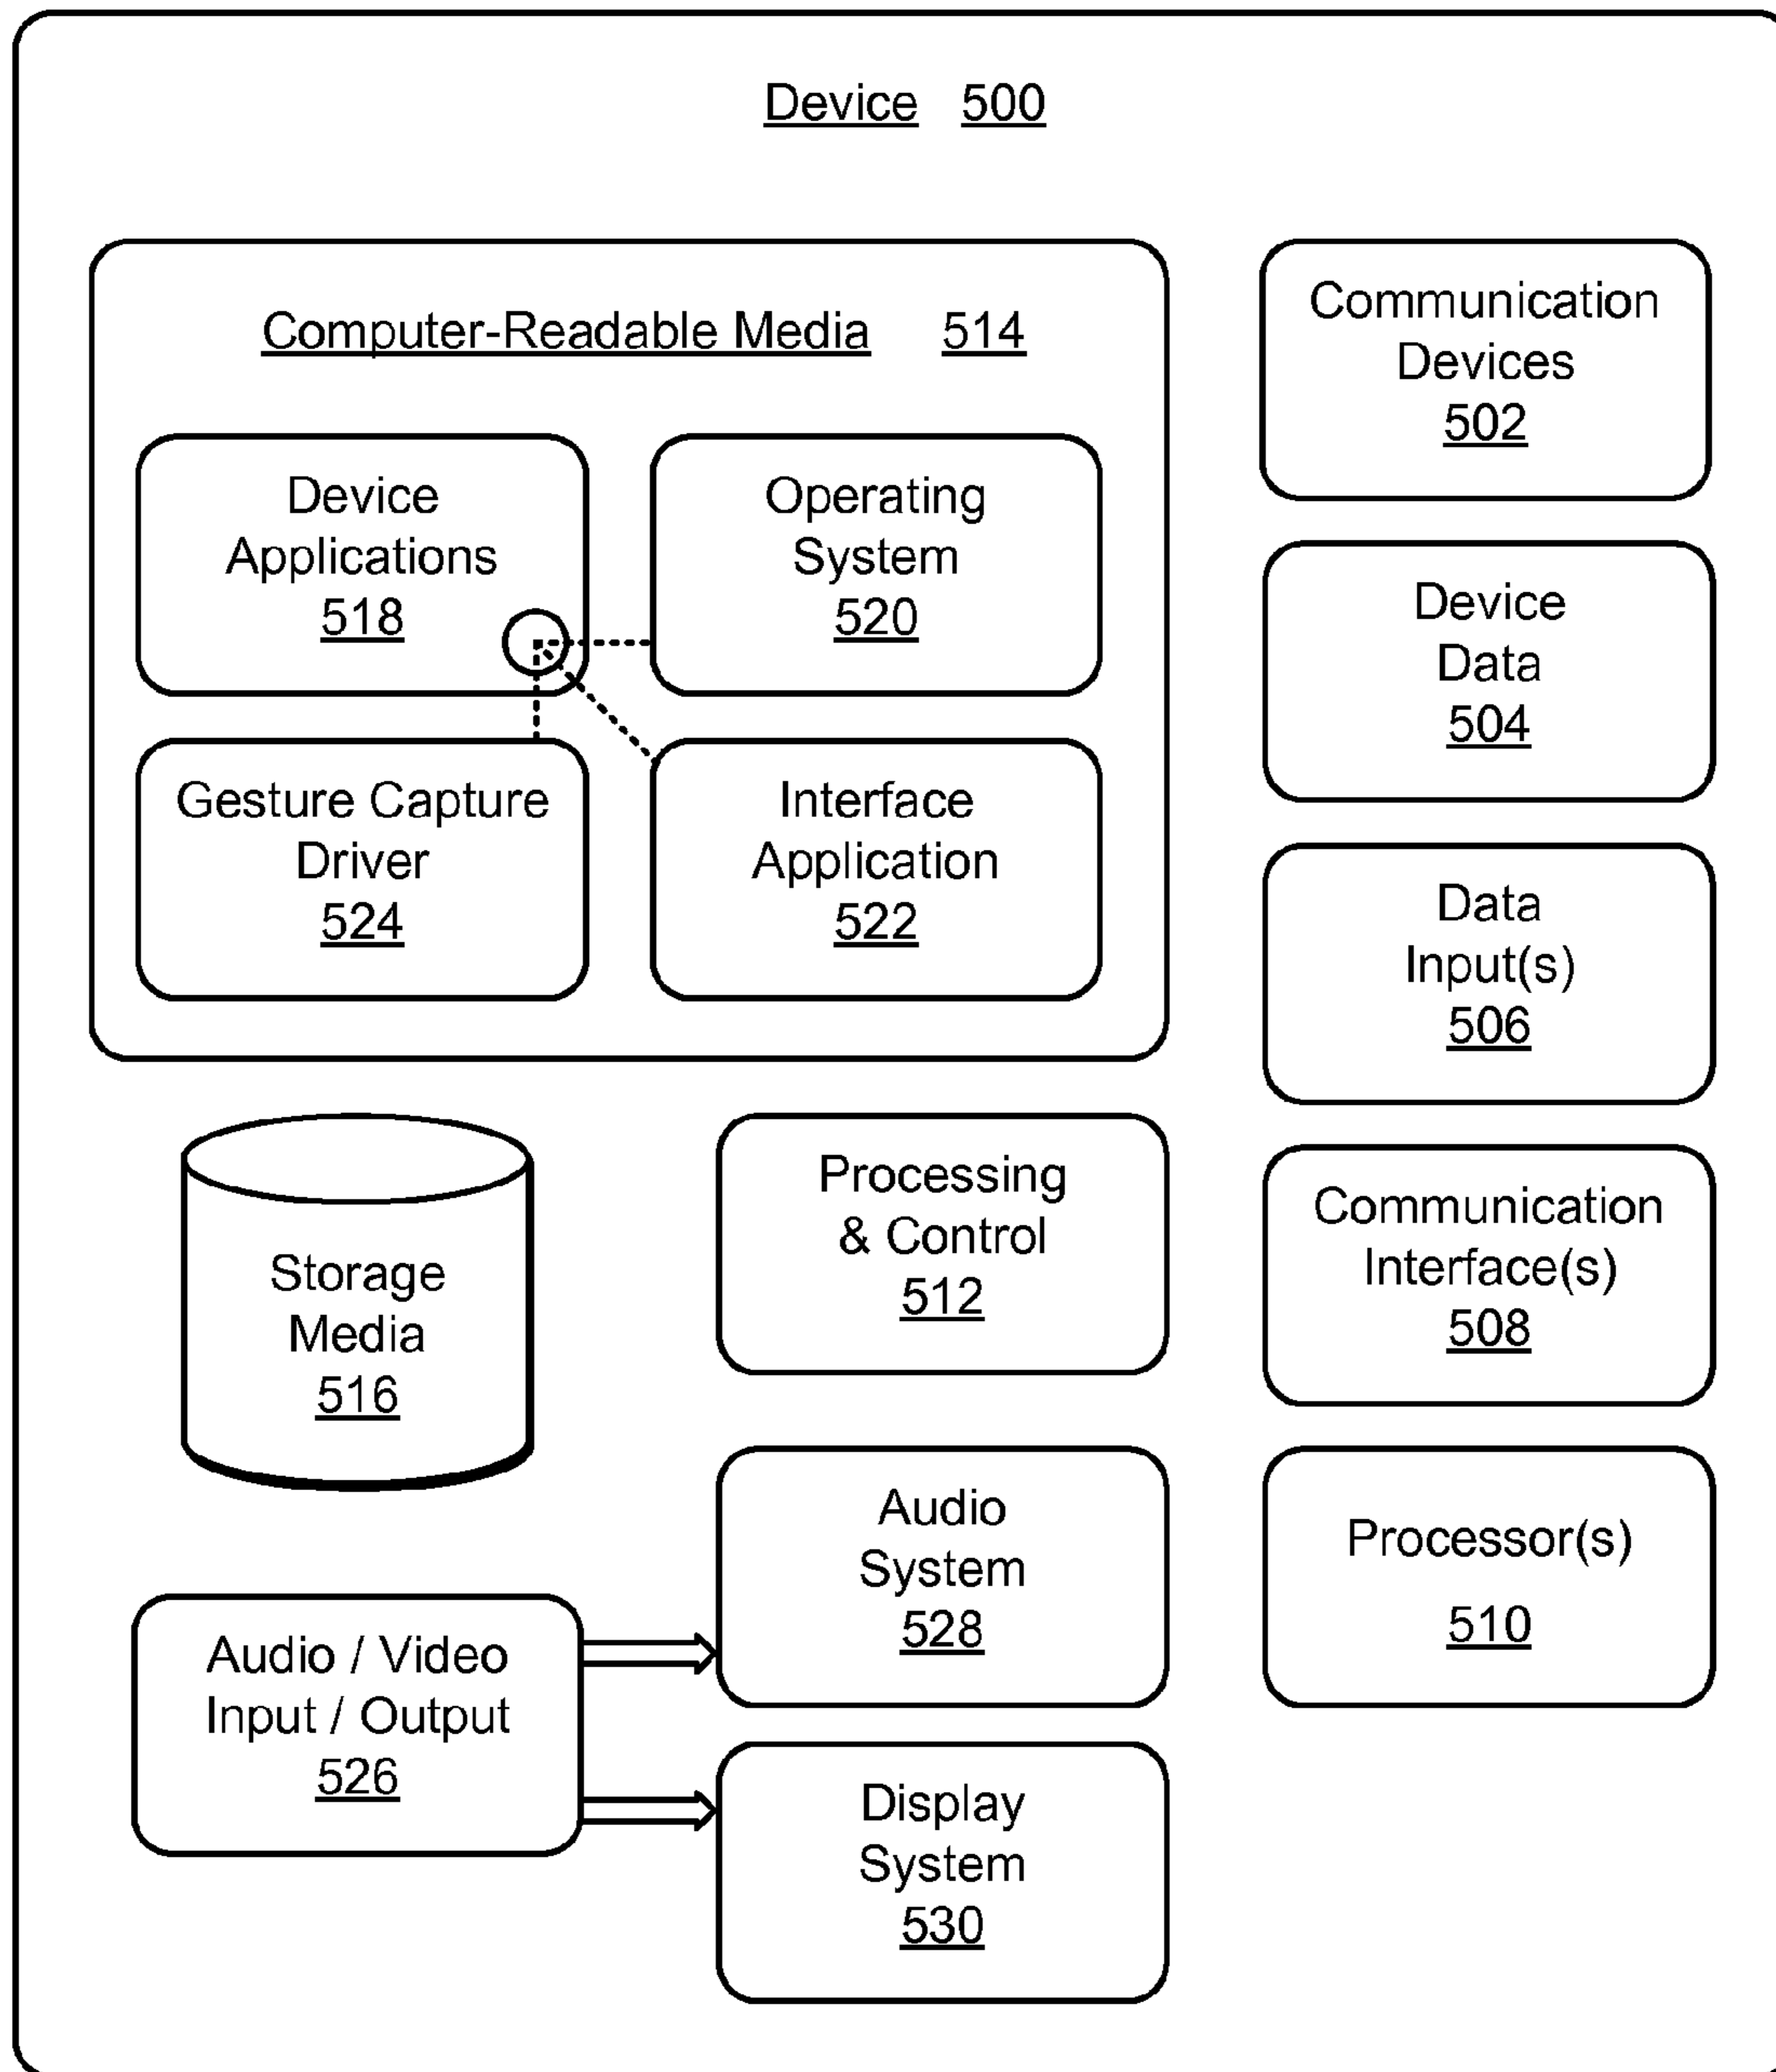 Device 500
Computer-Readable Media 514
Device
Applications
518
Operating
System
520
Gesture Capture
Driver
524
Interface
Application
522
Storage
Media
516
Processing
& Control
512
Audio / Video
Input / Output
526
Audio
System
528
Display
System
530
Communication
Devices
502
Device
Data
504
Data
Input(s)
506
Communication
Interface(s)
508
Processor(s)
510